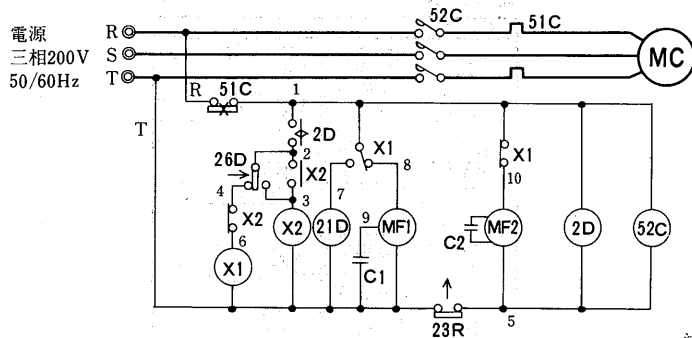 電源
三相200V
50/60Hz
R
S
T
52C
51C
MC
R
51C
T
1
2D
2
26D
X2
X1
X1
4
3
7
8
10
X2
6
X2
21D
9
MF1
C2
MF2
2D
52C
X1
C1
23R
5